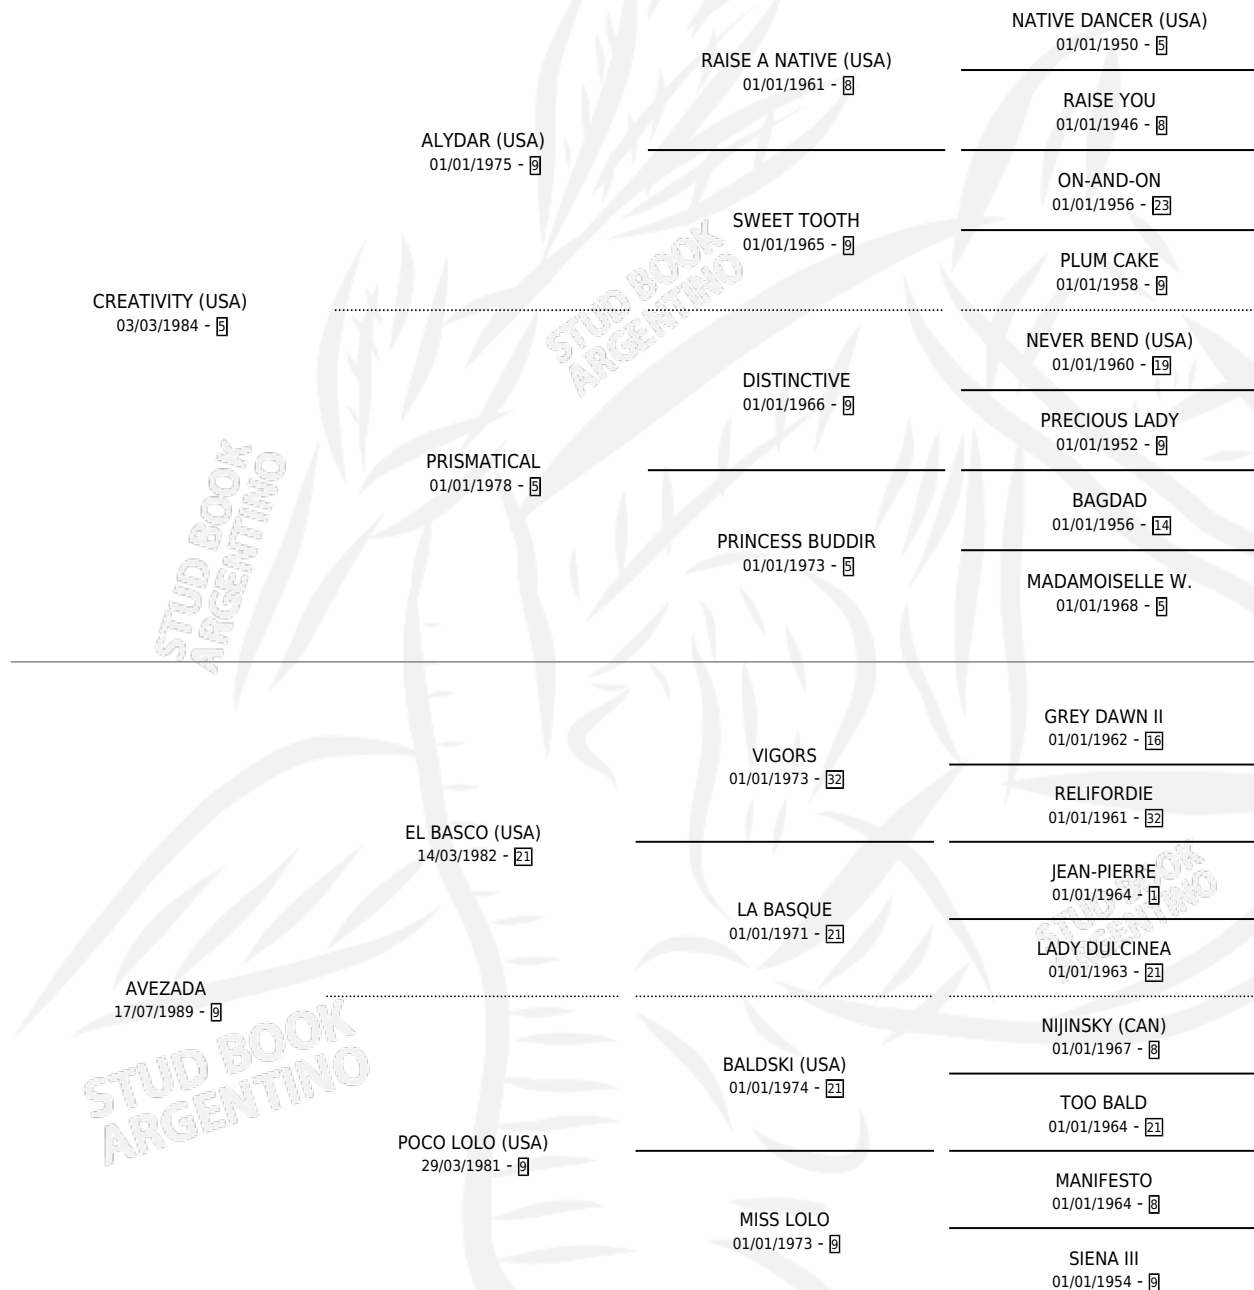 NATIVE DANCER (USA)
01/01/1950 - 5
RAISE A NATIVE (USA)
01/01/1961 - 8
RAISE YOU
01/01/1946 - 8
ALYDAR (USA)
01/01/1975 - 9
ON-AND-ON
01/01/1956 - 23
SWEET TOOTH
01/01/1965 - 9
PLUM CAKE
01/01/1958 - 9
CREATIVITY (USA)
03/03/1984 - 5
NEVER BEND (USA)
01/01/1960 - 19
DISTINCTIVE
01/01/1966 - 9
PRECIOUS LADY
01/01/1952 - 9
PRISMATICAL
01/01/1978 - 5
BAGDAD
01/01/1956 - 14
PRINCESS BUDDIR
01/01/1973 - 5
MADAMOISELLE W.
01/01/1968 - 5
GREY DAWN II
01/01/1962 - 16
VIGORS
01/01/1973 - 32
RELIFORDIE
01/01/1961 - 32
EL BASCO (USA)
14/03/1982 - 21
JEAN-PIERRE
01/01/1964 - 1
LA BASQUE
01/01/1971 - 21
LADY DULCINEA
01/01/1963 - 21
AVEZADA
17/07/1989 - 9
NIJINSKY (CAN)
01/01/1967 - 8
BALDSKI (USA)
01/01/1974 - 21
TOO BALD
01/01/1964 - 21
POCO LOLO (USA)
29/03/1981 - 9
MANIFESTO
01/01/1964 - 8
MISS LOLO
01/01/1973 - 9
SIENA III
01/01/1954 - 9
STUD BOOK
ARGENTINO
STUD BOOK
ARGENTINO
STUD BOOK
ARGENTINO
STUD BOOK
ARGENTINO